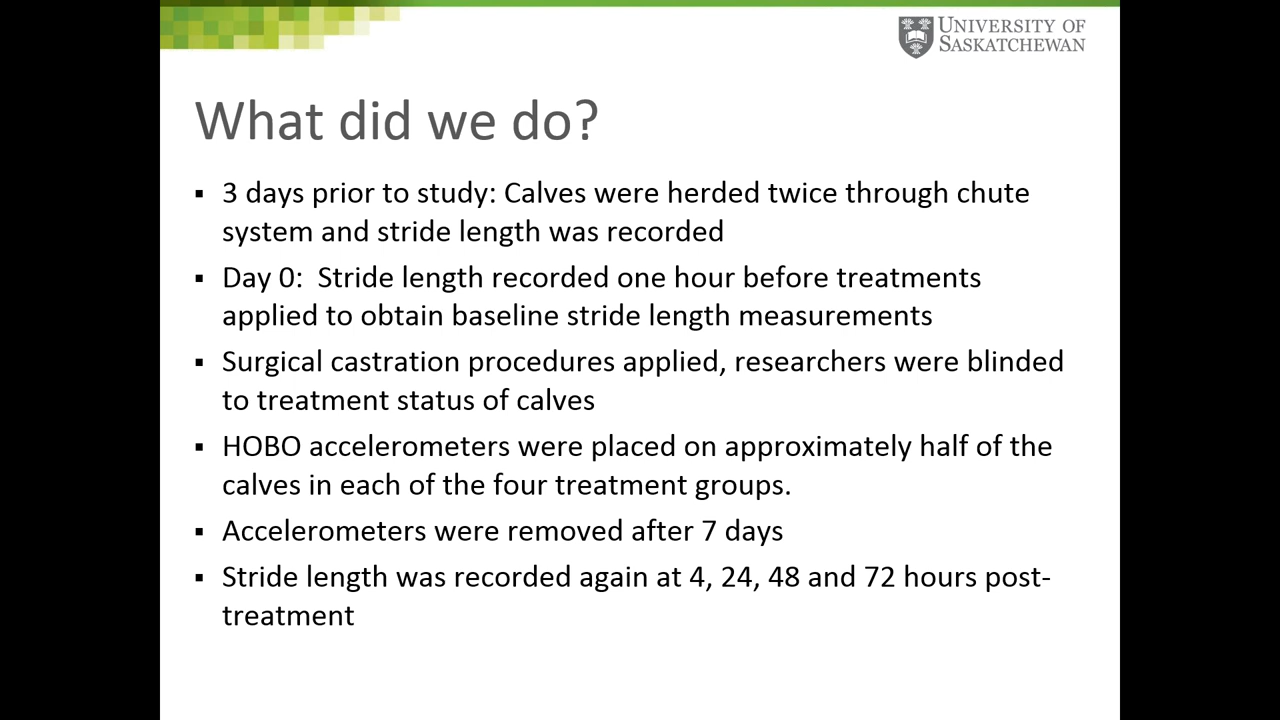 UNIVERSITY OF
SASKATCHEWAN
What did we do?
▪ 3 days prior to study: Calves were herded twice through chute
system and stride length was recorded
▪ Day 0:  Stride length recorded one hour before treatments
applied to obtain baseline stride length measurements
▪ Surgical castration procedures applied, researchers were blinded
to treatment status of calves
▪ HOBO accelerometers were placed on approximately half of the
calves in each of the four treatment groups.
▪ Accelerometers were removed after 7 days
▪ Stride length was recorded again at 4, 24, 48 and 72 hours post-
treatment